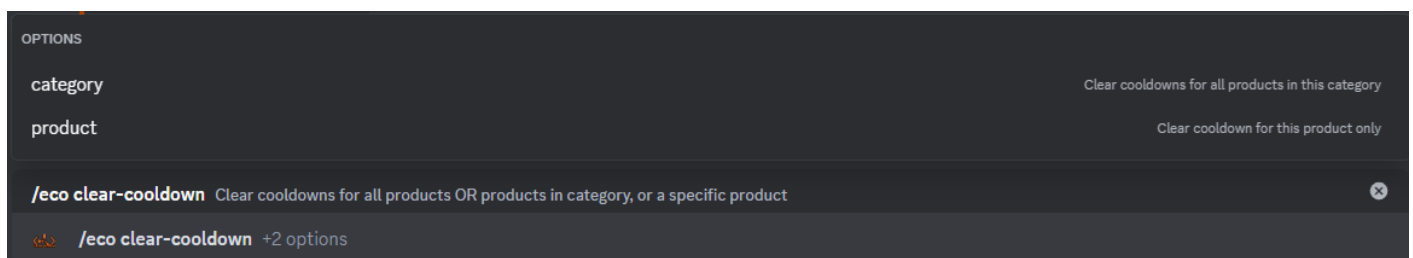 OPTIONS
category Clear cooldowns for all products in this category
product Clear cooldown for this product only
/eco clear-cooldown Clear cooldowns for all products OR products in category, or a specific product
/eco clear-cooldown +2 options